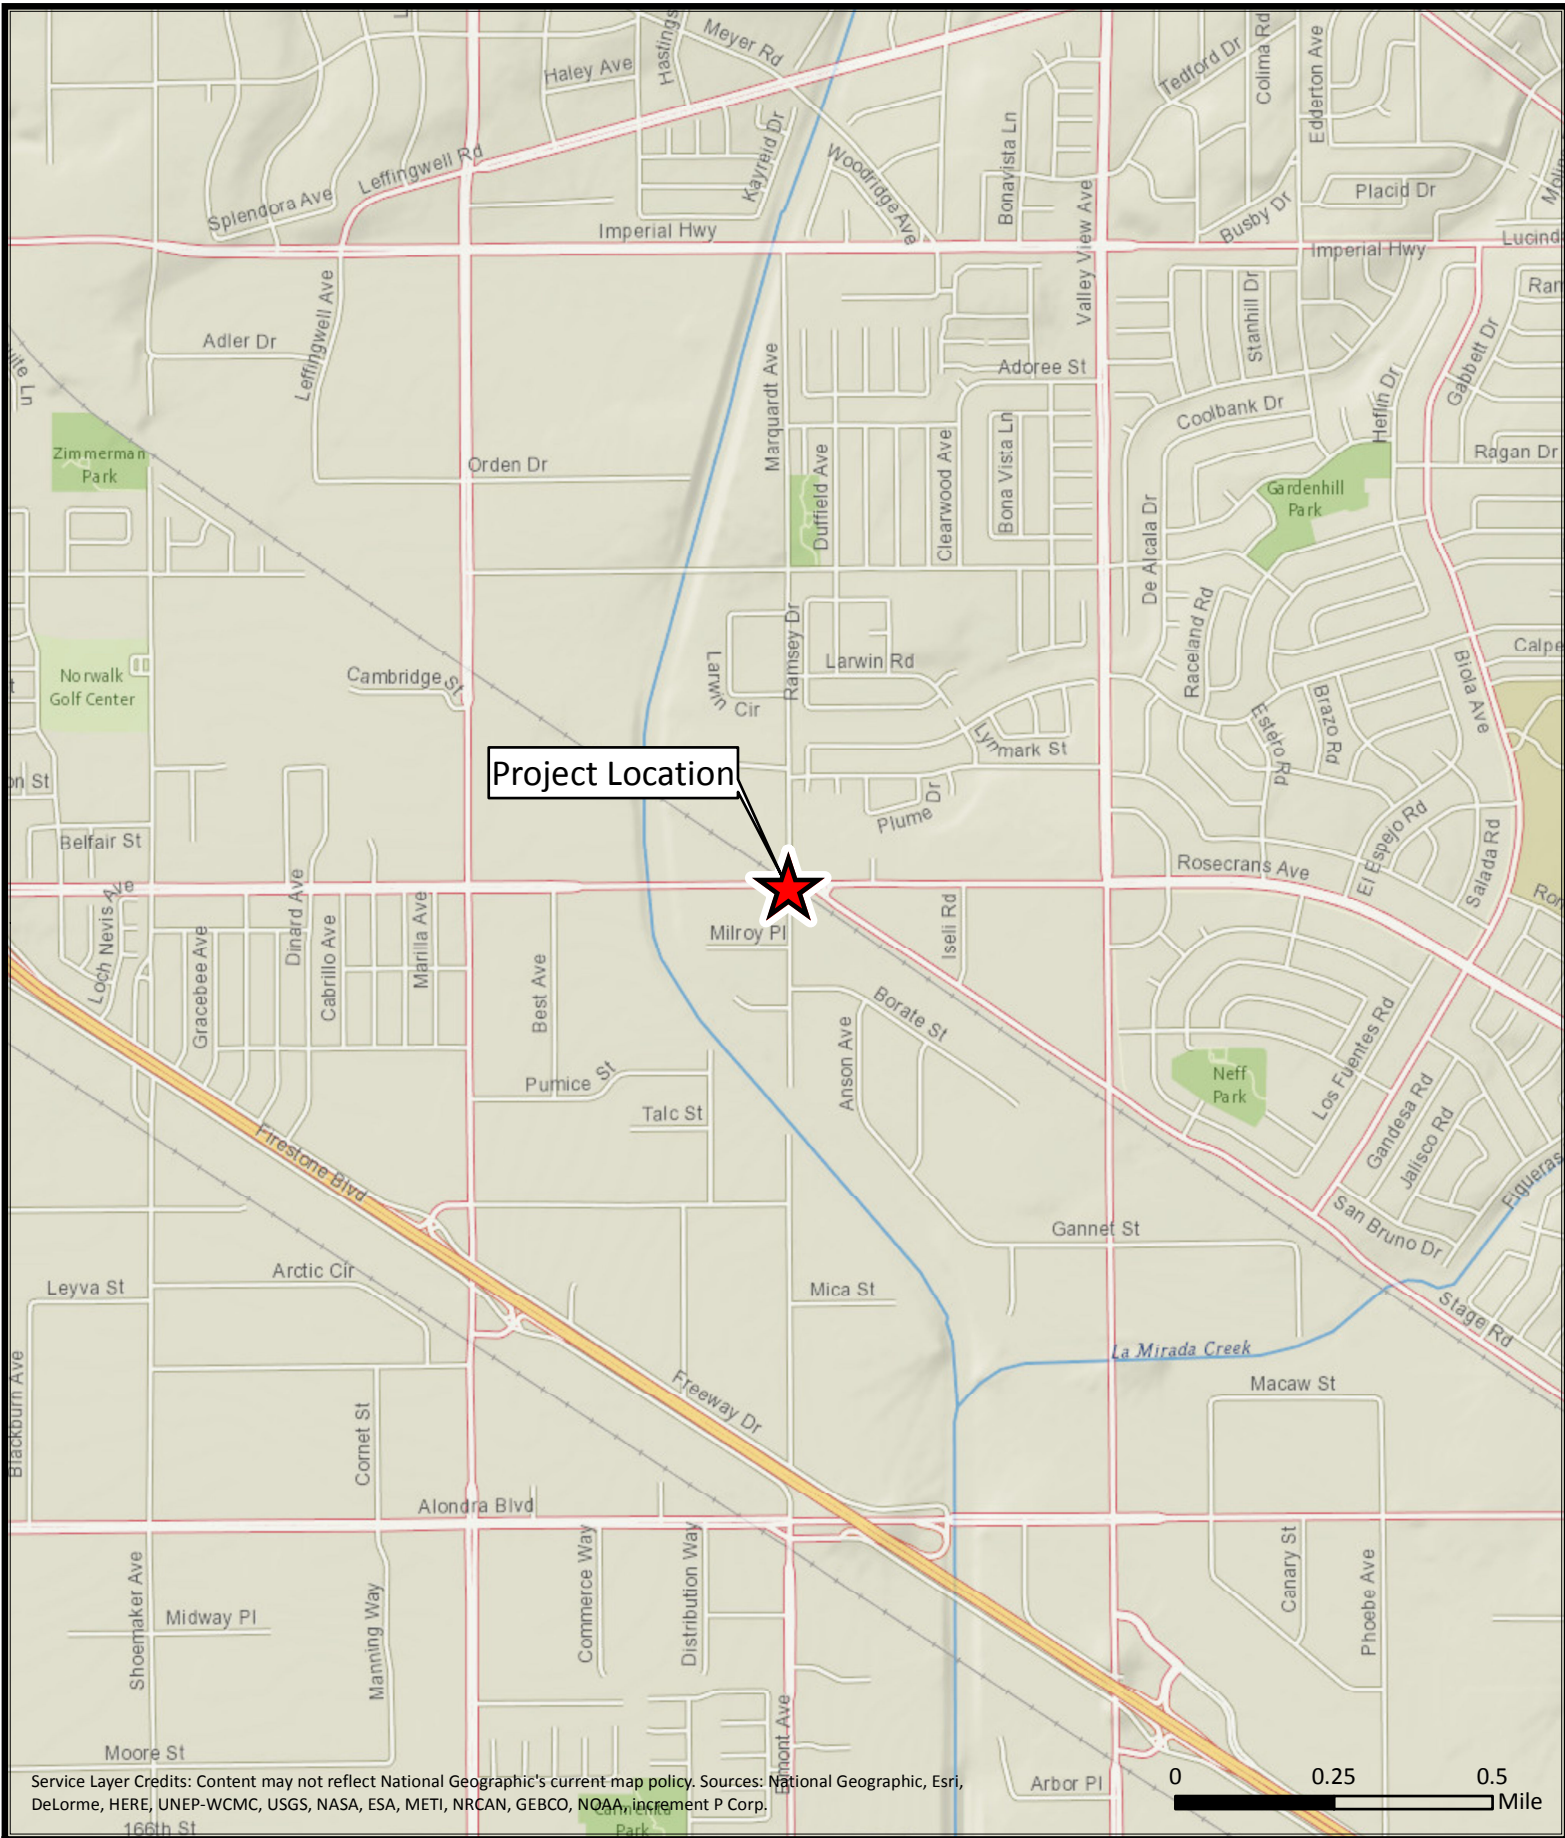 Meyer Rd
Hastings
Haley Ave
Tedford Dr
Colima Rd
Edderton Ave
Kayreid Dr
Woodridge Ave
Bonavista Ln
Leffingwell Rd
Splendora Ave
Placid Dr
Busby Dr
Imperial Hwy
Valley View Ave
Imperial Hwy
Lucind
Ran
Leffingwell Ave
Adler Dr
Marquardt Ave
Stanhill Dr
Gabbett Dr
Adoree St
Coolbank Dr
Heflin Dr
uite Ln
Zimmerman
Park
Orden Dr
Duffield Ave
Clearwood Ave
Bona Vista Ln
Ragan Dr
Gardenhill
Park
De Alcala Dr
Raceland Rd
Ramsey Dr
Larwin Rd
Larwin
Cir
Calpe
Norwalk
Golf Center
Cambridge St
Biola Ave
Brazo Rd
Estero Rd
Lynmark St
Project Location
on St
Plume Dr
Belfair St
El Espejo Rd
Salada Rd
Rosecrans Ave
Ave
Loch Nevis
Dinard Ave
Cabrillo Ave
Marilla Ave
Gracebee Ave
Milroy Pl
Iseli Rd
Best Ave
Borate St
Anson Ave
Los Fuentes Rd
Pumice St
Talc St
Neff
Park
Gandesa Rd
Jalisco Rd
Firestone Blvd
Figueras
San Bruno Dr
Gannet St
Arctic Cir
Leyva St
Mica St
Stage Rd
La Mirada Creek
Blackburn Ave
Macaw St
Freeway Dr
Cornet St
Alondra Blvd
Shoemaker Ave
Midway Pl
Manning Way
Commerce Way
Distribution Way
Canary St
Phoebe Ave
Moore St
Arbor Pl
Service Layer Credits: Content may not reflect National Geographic's current map policy. Sources: National Geographic, Esri,
DeLorme, HERE, UNEP-WCMC, USGS, NASA, ESA, METI, NRCAN, GEBCO, NOAA, increment P Corp.
Park
166th St
0 0.25 0.5
Mile